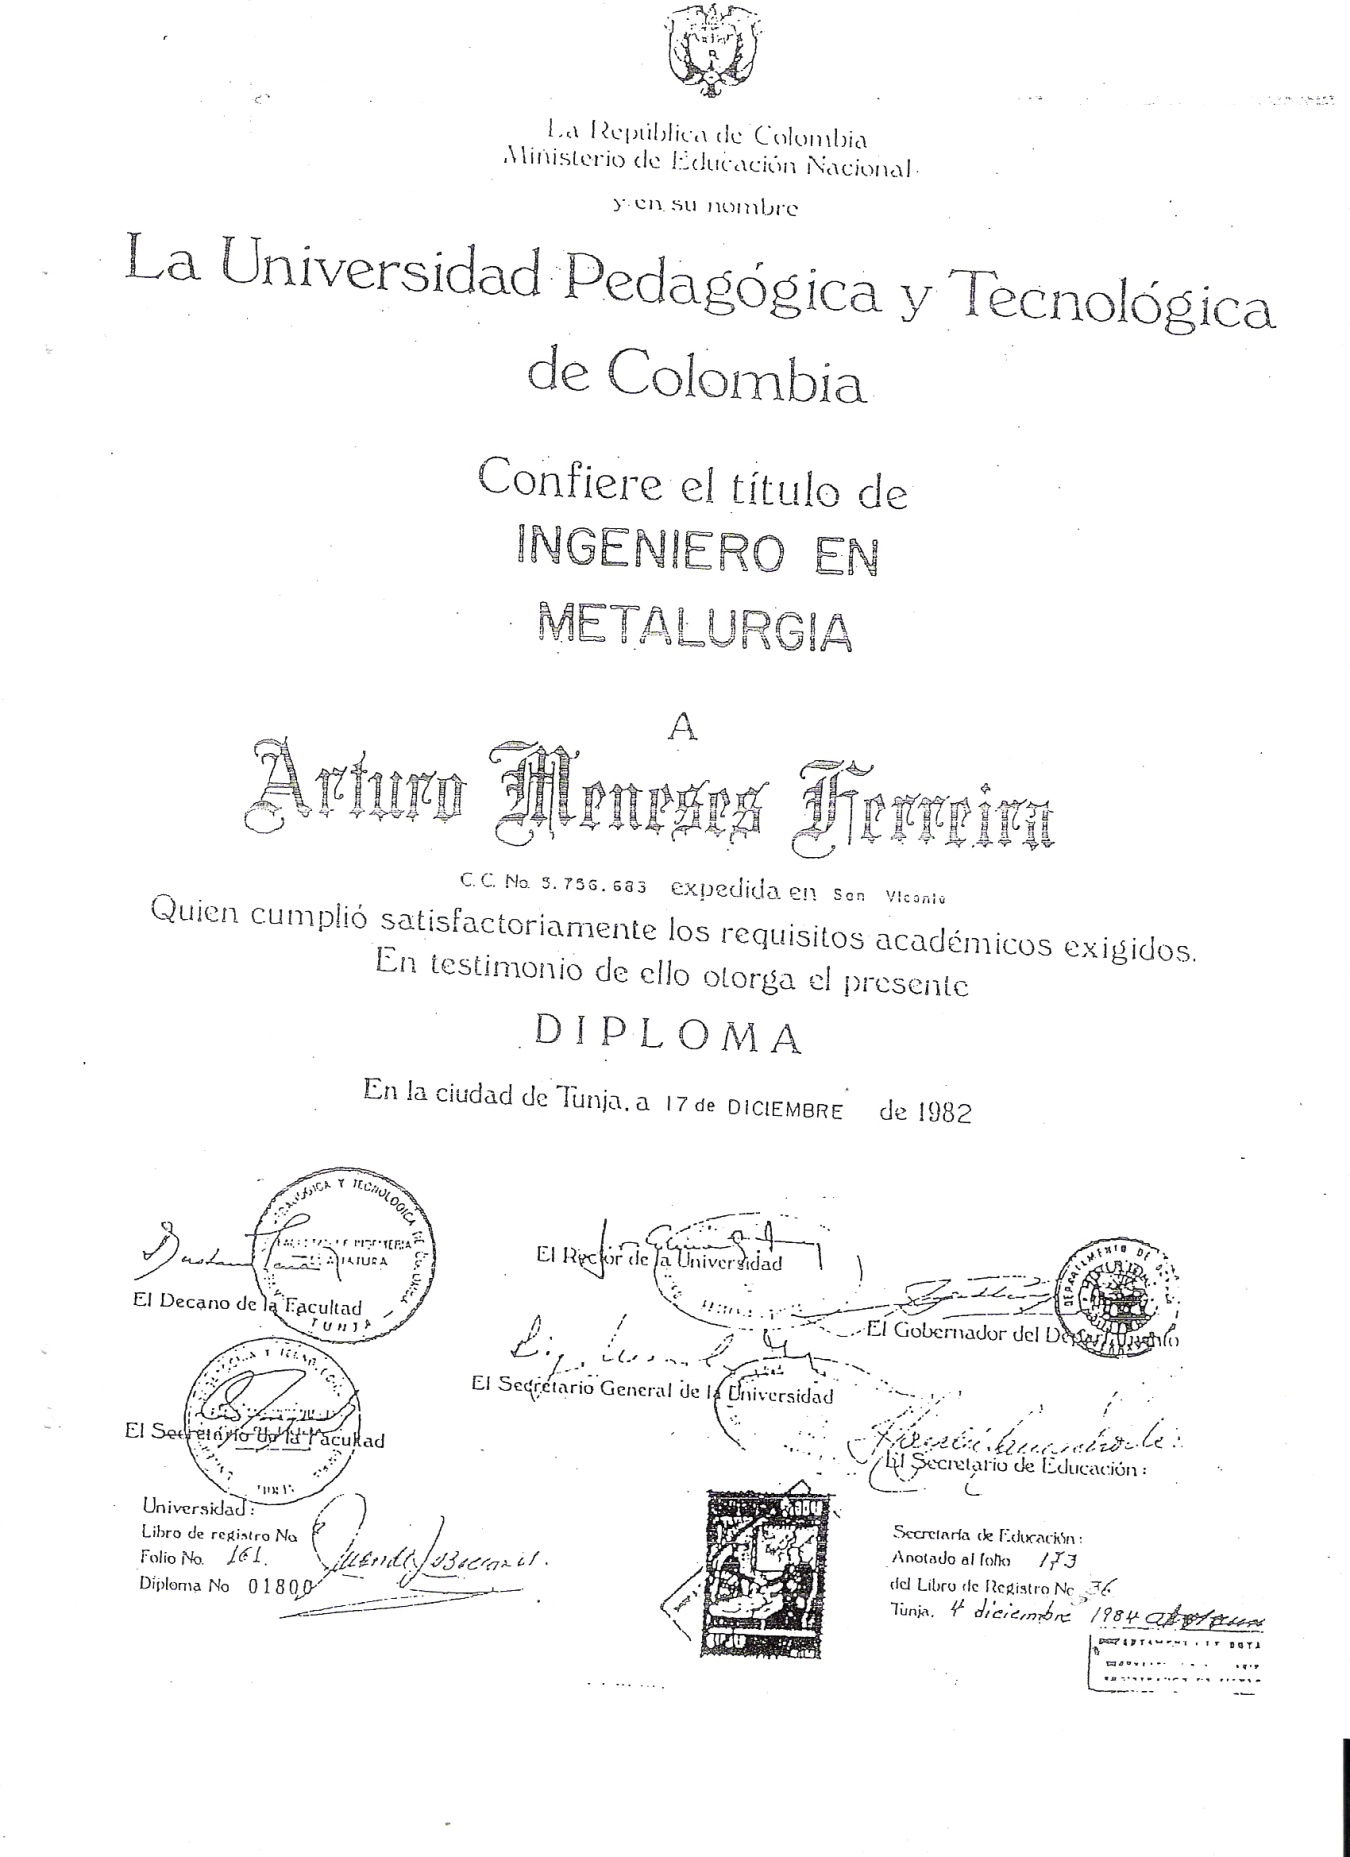 La República de Colombia
Ministerio de Educación Nacional
y en su nombre
La Universidad Pedagógica y Tecnológica
de Colombia
Confiere el título de
INGENIERO EN
METALURGIA
A
Arturo Meneses Ferreira
C.C. No. 5.756.683 expedida en San Vicente
Quien cumplió satisfactoriamente los requisitos académicos exigidos.
En testimonio de ello otorga el presente
DIPLOMA
En la ciudad de Tunja, a 17 de DICIEMBRE de 1982
El Decano de la Facultad
El Rector de la Universidad
El Gobernador del Departamento
El Secretario General de la Universidad
El Secretario de la Facultad
El Secretario de Educación:
Universidad:
Libro de registro No
Folio No. 161.
Diploma No 01800
Secretaría de Educación:
Anotado al folio 173
del Libro de Registro No 36
Tunja, 4 diciembre 1984